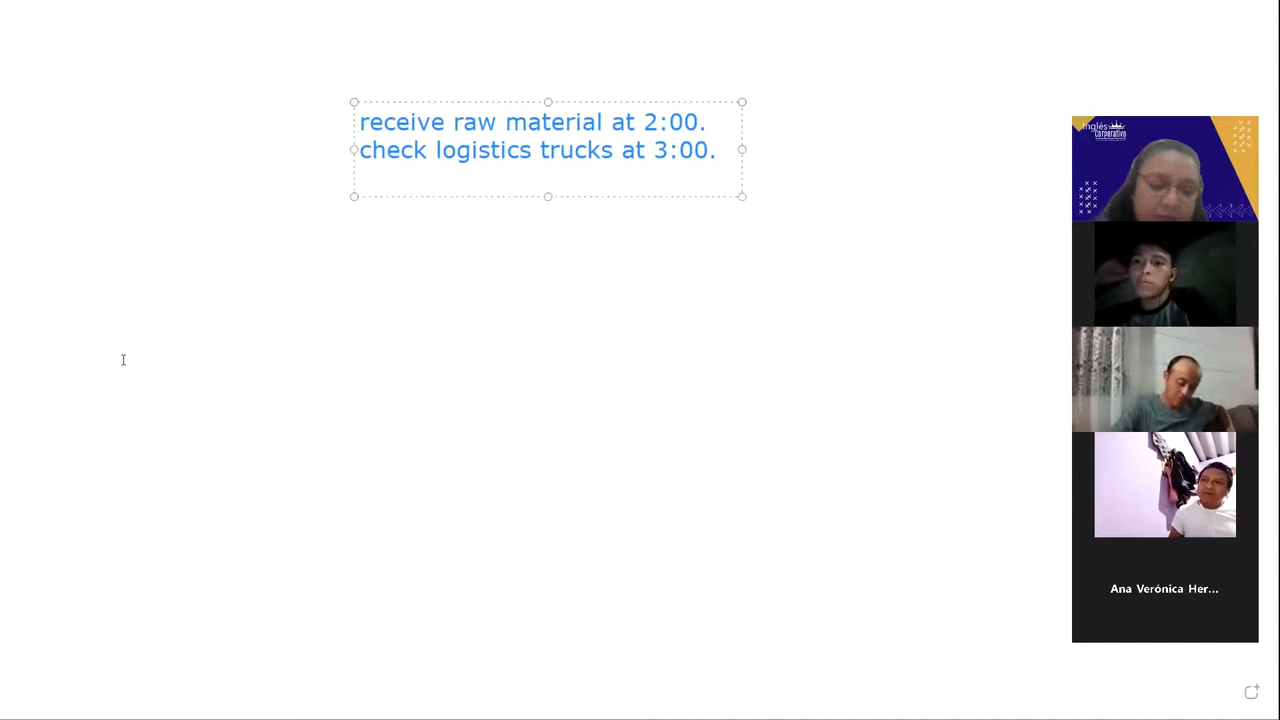 receive raw material at 2:00.
check logistics trucks at 3:00.
Inglés
Corporativo
Ana Verónica Her...